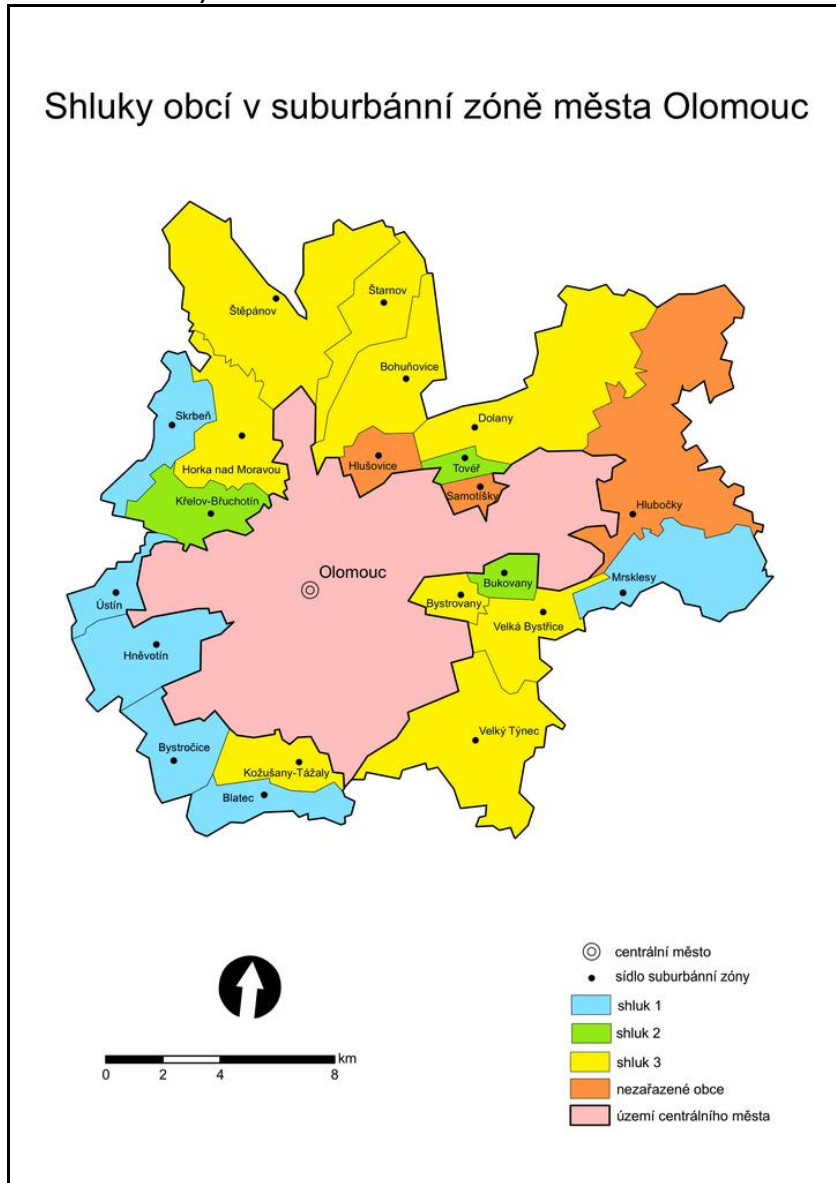 Shluky obcí v suburbánní zóně města Olomouc
Štěpánov
Štarnov
Bohuňovice
Skrbeň
Dolany
Horka nad Moravou
Hlušovice
Tovéř
Samotíšky
Křelov-Břuchotín
Hlubočky
Olomouc
Bukovany
Mrsklesy
Ústín
Bystrovany
Velká Bystřice
Hněvotín
Velký Týnec
Bystročice
Kožušany-Tážaly
Blatec
centrální město
sídlo suburbánní zóny
shluk 1
shluk 2
shluk 3
nezařazené obce
území centrálního města
km
0 2 4 8